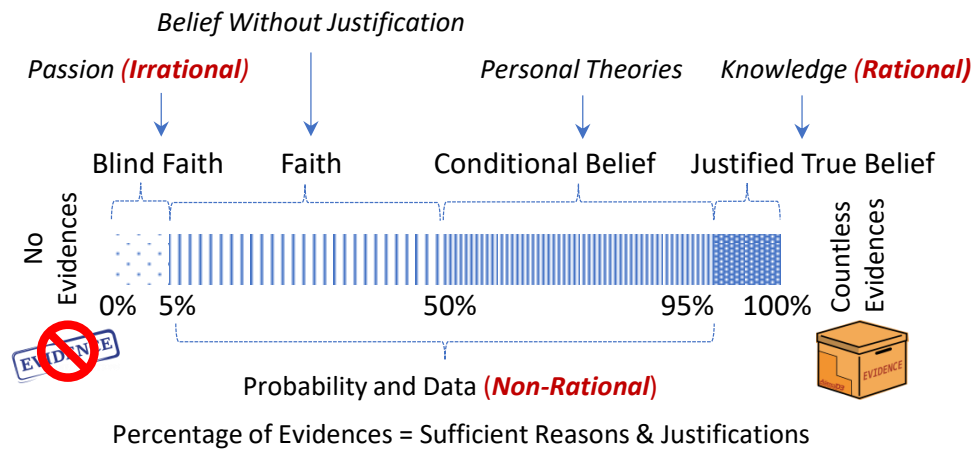 Belief Without Justification
Passion (Irrational)
Personal Theories
Knowledge (Rational)
Blind Faith
Faith
Conditional Belief
Justified True Belief
No
Evidences
Countless
Evidences
0%
5%
50%
95%
100%
EVIDENCE
EVIDENCE
Probability and Data (Non-Rational)
Percentage of Evidences = Sufficient Reasons & Justifications